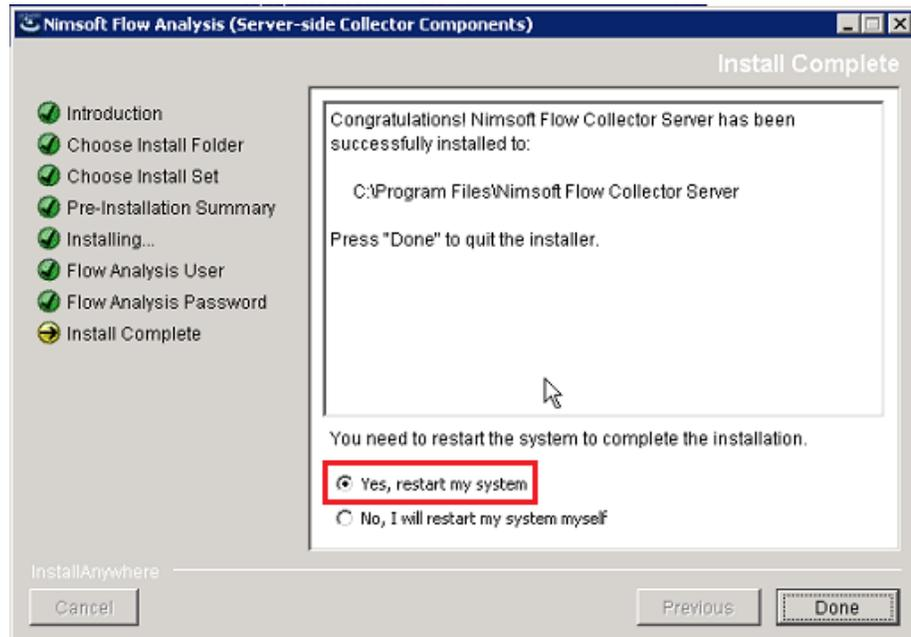 Nimsoft Flow Analysis (Server-side Collector Components)
Install Complete
Introduction
Choose Install Folder
Choose Install Set
Pre-Installation Summary
Installing...
Flow Analysis User
Flow Analysis Password
Install Complete
Congratulations! Nimsoft Flow Collector Server has been
successfully installed to:
C:\Program Files\Nimsoft Flow Collector Server
Press "Done" to quit the installer.
You need to restart the system to complete the installation.
Yes, restart my system
No, I will restart my system myself
InstallAnywhere
Cancel
Previous
Done